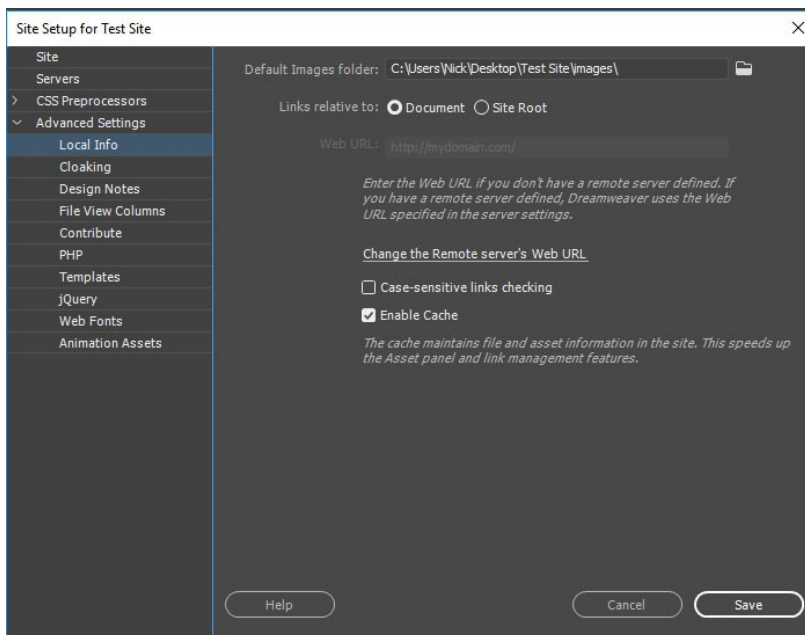 Site Setup for Test Site
Site
Servers
CSS Preprocessors
Advanced Settings
Local Info
Cloaking
Design Notes
File View Columns
Contribute
PHP
Templates
jQuery
Web Fonts
Animation Assets
Default Images folder: C:\Users\Nick\Desktop\Test Site\images\
Links relative to: Document Site Root
Web URL: http://mydomain.com/
Enter the Web URL if you don't have a remote server defined. If
you have a remote server defined, Dreamweaver uses the Web
URL specified in the server settings.
Change the Remote server's Web URL
Case-sensitive links checking
Enable Cache
The cache maintains file and asset information in the site. This speeds up
the Asset panel and link management features.
Help Cancel Save